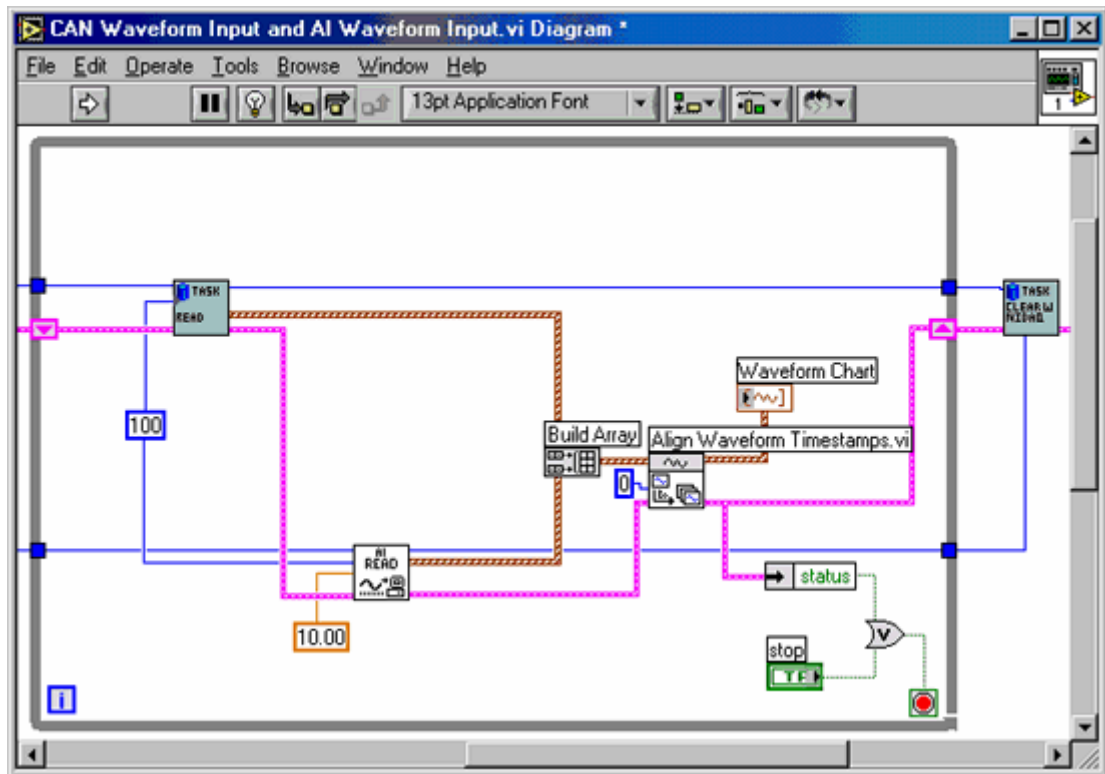 CAN Waveform Input and AI Waveform Input.vi Diagram *
File Edit Operate Tools Browse Window Help
13pt Application Font
1
TASK
READ
TASK
CLEAR W
NIDAQ
Waveform Chart
100
Build Array
Align Waveform Timestamps.vi
0
AI
READ
status
10.00
V
stop
TF
i